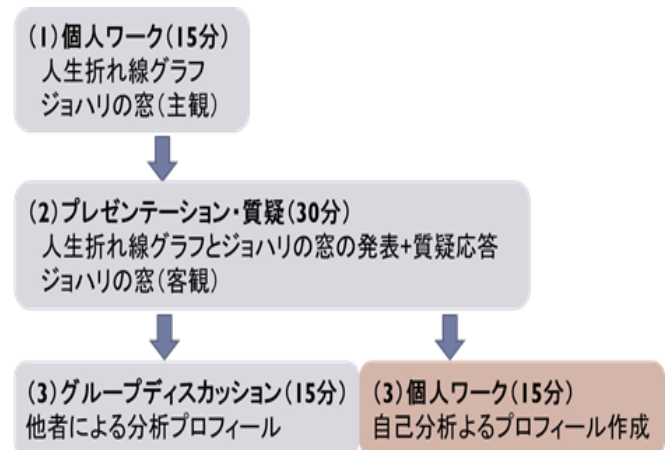 (1)個人ワーク(15分)
人生折れ線グラフ
ジョハリの窓(主観)
(2)プレゼンテーション・質疑(30分)
人生折れ線グラフとジョハリの窓の発表+質疑応答
ジョハリの窓(客観)
(3)グループディスカッション(15分)
他者による分析プロフィール
(3)個人ワーク(15分)
自己分析よるプロフィール作成